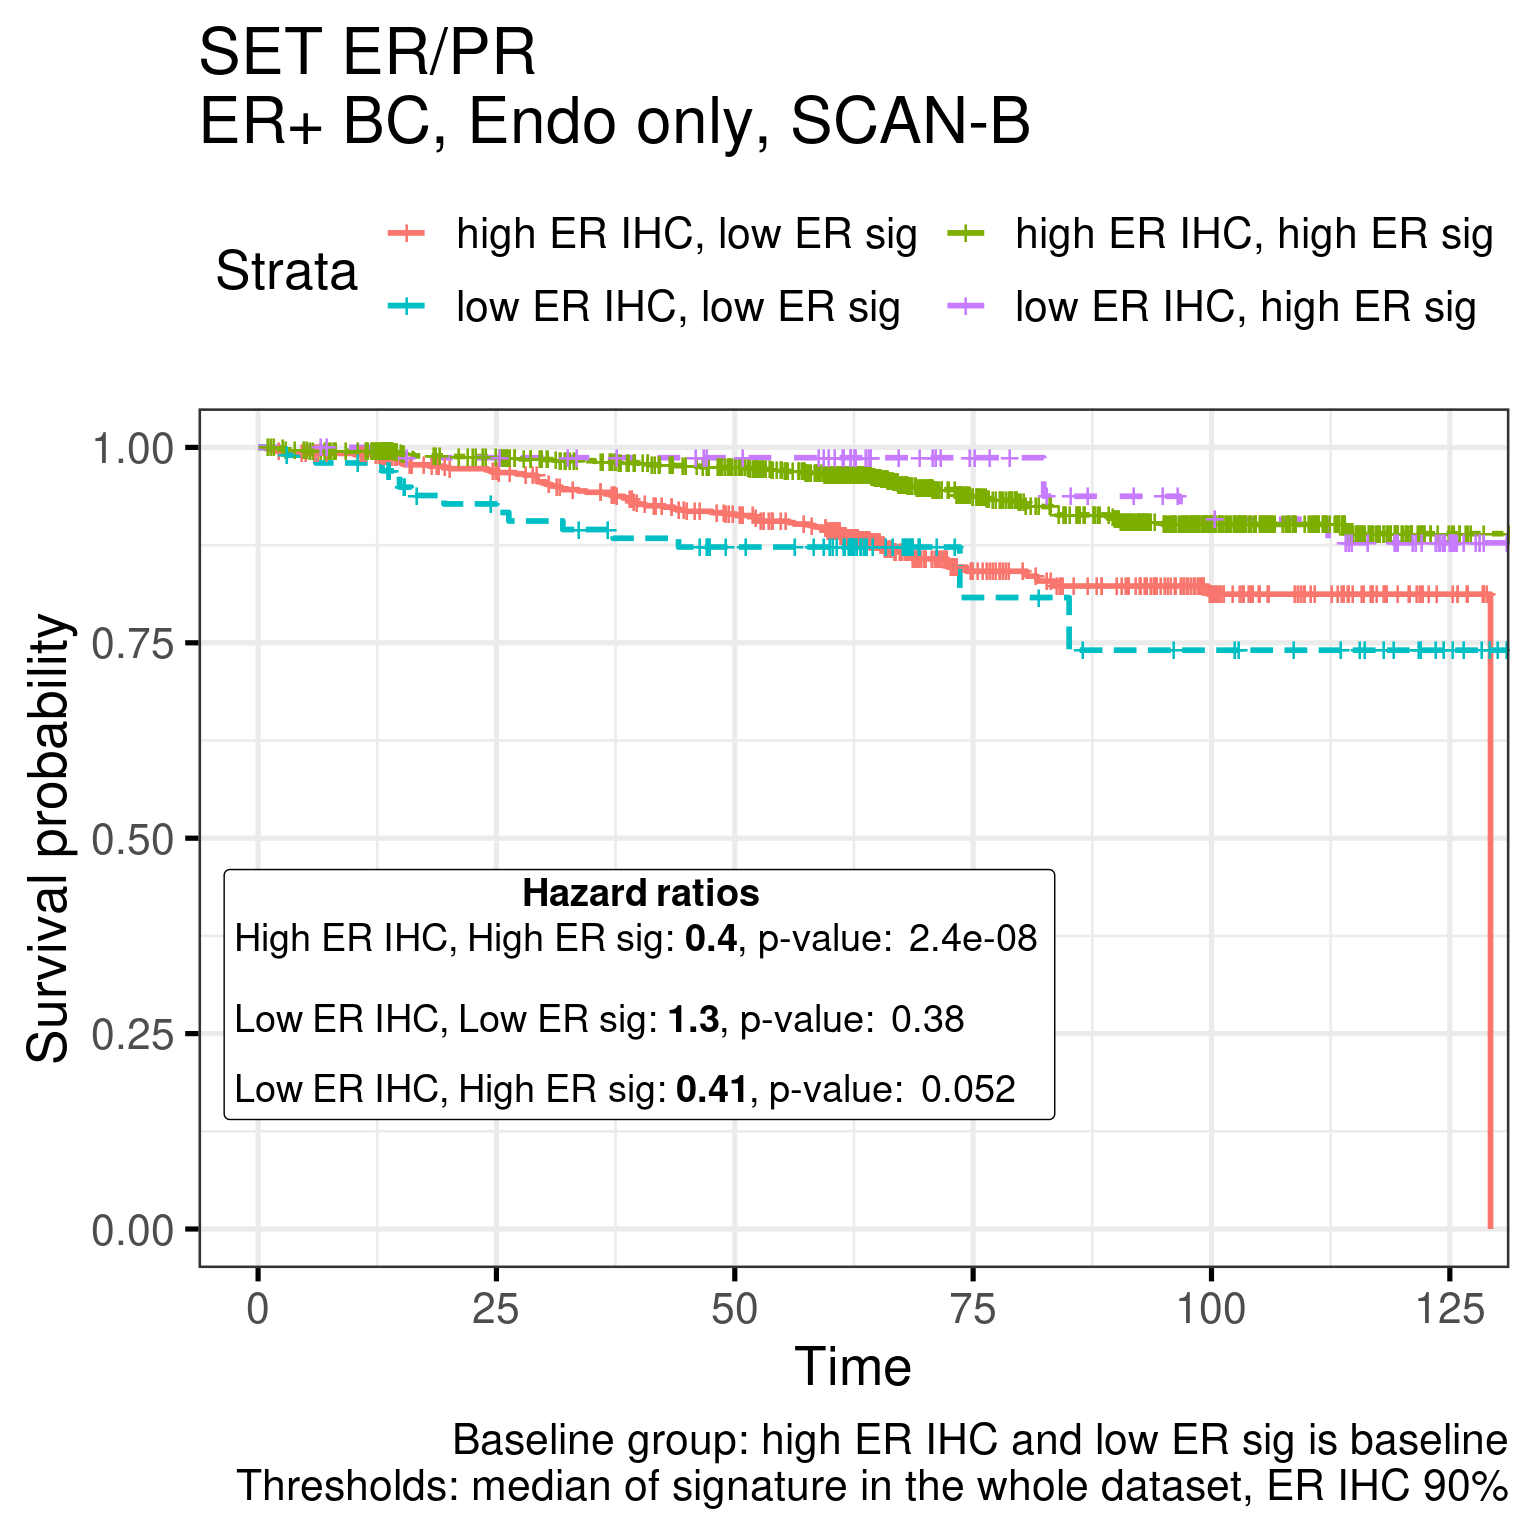 SET ER/PR
ER+ BC, Endo only, SCAN-B
Strata
high ER IHC, low ER sig
high ER IHC, high ER sig
low ER IHC, low ER sig
low ER IHC, high ER sig
Survival probability
1.00
0.75
0.50
0.25
0.00
Hazard ratios
High ER IHC, High ER sig: 0.4, p-value: 2.4e-08
Low ER IHC, Low ER sig: 1.3, p-value: 0.38
Low ER IHC, High ER sig: 0.41, p-value: 0.052
0 25 50 75 100 125
Time
Baseline group: high ER IHC and low ER sig is baseline
Thresholds: median of signature in the whole dataset, ER IHC 90%